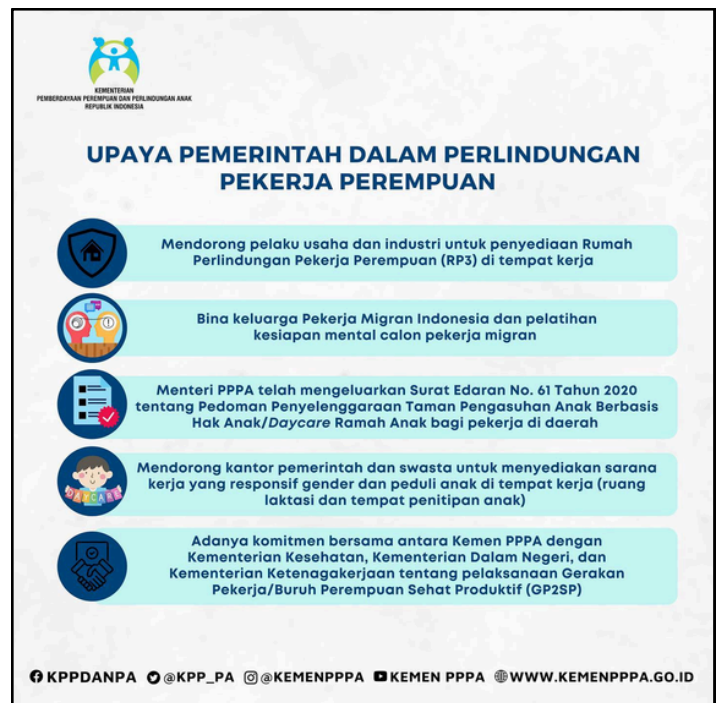 KEMENTERIAN
PEMBERDAYAAN PEREMPUAN DAN PERLINDUNGAN ANAK
REPUBLIK INDONESIA
UPAYA PEMERINTAH DALAM PERLINDUNGAN
PEKERJA PEREMPUAN
Mendorong pelaku usaha dan industri untuk penyediaan Rumah
Perlindungan Pekerja Perempuan (RP3) di tempat kerja
Bina keluarga Pekerja Migran Indonesia dan pelatihan
kesiapan mental calon pekerja migran
Menteri PPPA telah mengeluarkan Surat Edaran No. 61 Tahun 2020
tentang Pedoman Penyelenggaraan Taman Pengasuhan Anak Berbasis
Hak Anak/Daycare Ramah Anak bagi pekerja di daerah
DAYCARE
Mendorong kantor pemerintah dan swasta untuk menyediakan sarana
kerja yang responsif gender dan peduli anak di tempat kerja (ruang
laktasi dan tempat penitipan anak)
Adanya komitmen bersama antara Kemen PPPA dengan
Kementerian Kesehatan, Kementerian Dalam Negeri, dan
Kementerian Ketenagakerjaan tentang pelaksanaan Gerakan
Pekerja/Buruh Perempuan Sehat Produktif (GP2SP)
KPPDANPA @KPP_PA @KEMENPPPA KEMEN PPPA WWW.KEMENPPPA.GO.ID